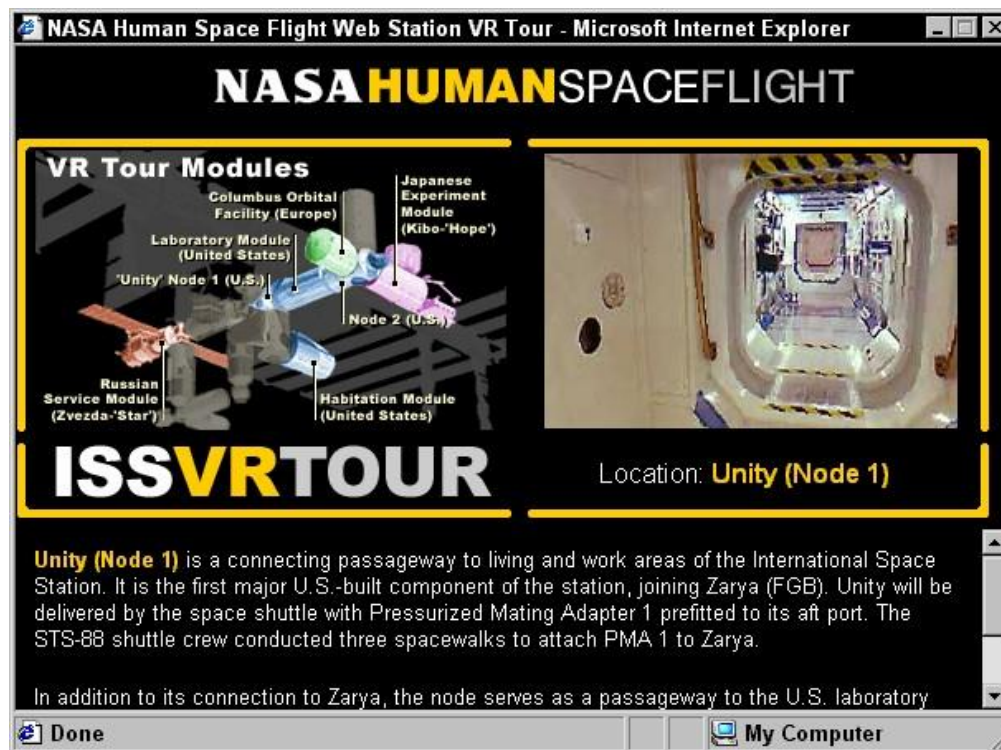 NASA Human Space Flight Web Station VR Tour - Microsoft Internet Explorer
NASAHUMANSPACEFLIGHT
VR Tour Modules
Columbus Orbital
Facility (Europe)
Japanese
Experiment
Module
(Kibo-'Hope')
Laboratory Module
(United States)
'Unity' Node 1 (U.S.)
Node 2 (U.S.)
Russian
Service Module
(Zvezda-'Star')
Habitation Module
(United States)
ISSVRTOUR
Location: Unity (Node 1)
Unity (Node 1) is a connecting passageway to living and work areas of the International Space
Station. It is the first major U.S.-built component of the station, joining Zarya (FGB). Unity will be
delivered by the space shuttle with Pressurized Mating Adapter 1 prefitted to its aft port. The
STS-88 shuttle crew conducted three spacewalks to attach PMA 1 to Zarya.
In addition to its connection to Zarya, the node serves as a passageway to the U.S. laboratory
Done
My Computer